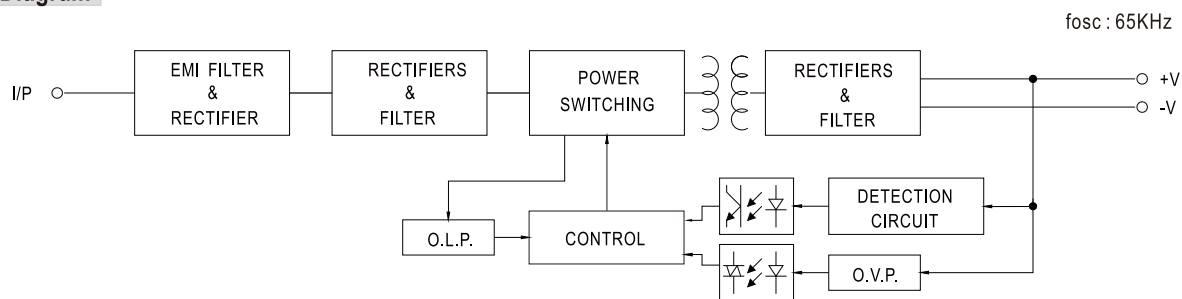 Diagram
fosc : 65KHz
I/P
EMI FILTER
&
RECTIFIER
RECTIFIERS
&
FILTER
POWER
SWITCHING
RECTIFIERS
&
FILTER
+V
-V
O.L.P.
CONTROL
DETECTION
CIRCUIT
O.V.P.